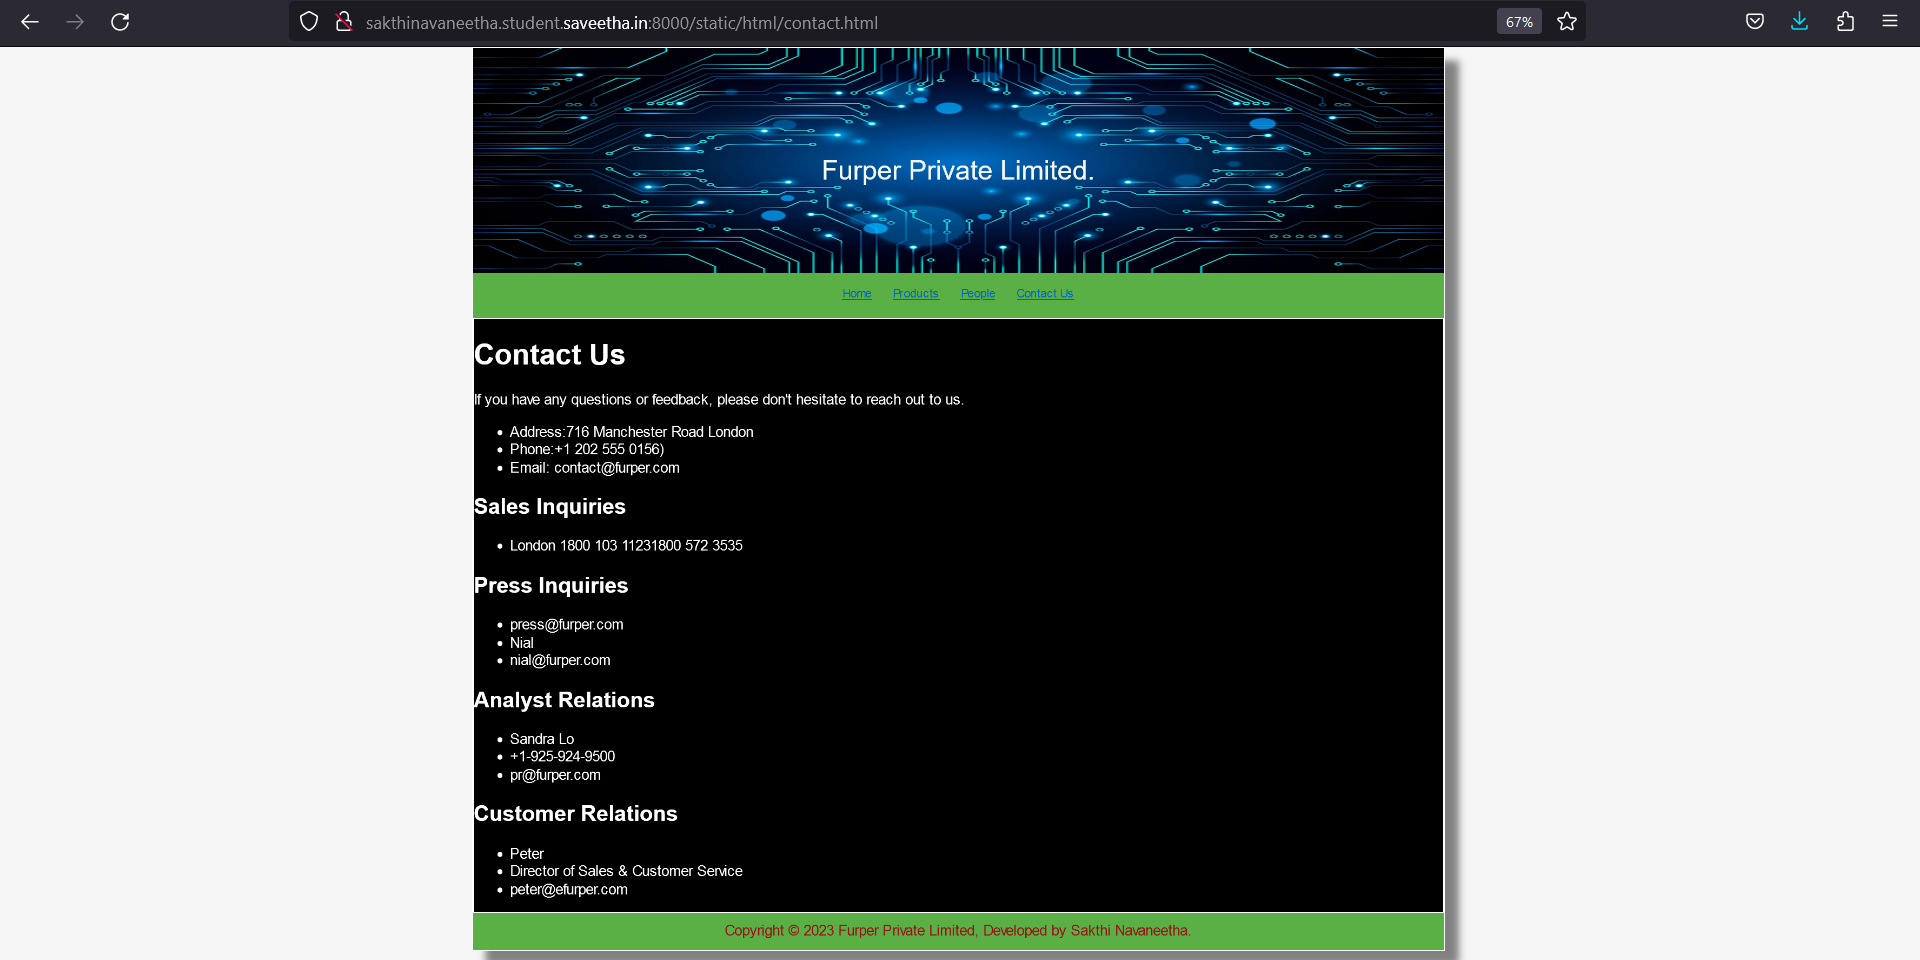 sakthinavaneetha.student.saveetha.in:8000/static/html/contact.html
67%
Furper Private Limited.
Home Products People Contact Us
Contact Us
If you have any questions or feedback, please don't hesitate to reach out to us.
Address:716 Manchester Road London
Phone:+1 202 555 0156)
Email: contact@furper.com
Sales Inquiries
London 1800 103 11231800 572 3535
Press Inquiries
press@furper.com
Nial
nial@furper.com
Analyst Relations
Sandra Lo
+1-925-924-9500
pr@furper.com
Customer Relations
Peter
Director of Sales & Customer Service
peter@efurper.com
Copyright © 2023 Furper Private Limited, Developed by Sakthi Navaneetha.